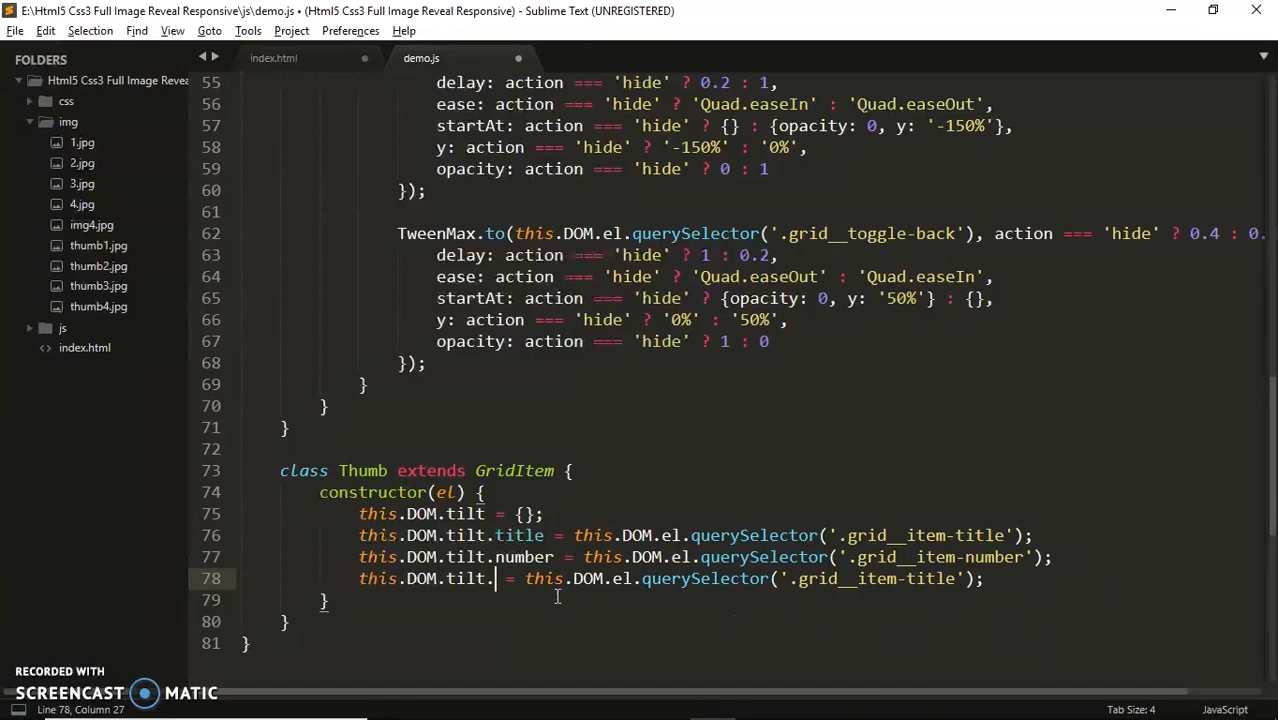 E:\Html5 Css3 Full Image Reveal Responsive\js\demo.js • (Html5 Css3 Full Image Reveal Responsive) - Sublime Text (UNREGISTERED)
File Edit Selection Find View Goto Tools Project Preferences Help
FOLDERS
Html5 Css3 Full Image Revea
css
img
1.jpg
2.jpg
3.jpg
4.jpg
img4.jpg
thumb1.jpg
thumb2.jpg
thumb3.jpg
thumb4.jpg
js
index.html
index.html demo.js
55 delay: action === 'hide' ? 0.2 : 1,
56 ease: action === 'hide' ? 'Quad.easeIn' : 'Quad.easeOut',
57 startAt: action === 'hide' ? {} : {opacity: 0, y: '-150%'},
58 y: action === 'hide' ? '-150%' : '0%',
59 opacity: action === 'hide' ? 0 : 1
60 });
61
62 TweenMax.to(this.DOM.el.querySelector('.grid__toggle-back'), action === 'hide' ? 0.4 : 0.
63 delay: action === 'hide' ? 1 : 0.2,
64 ease: action === 'hide' ? 'Quad.easeOut' : 'Quad.easeIn',
65 startAt: action === 'hide' ? {opacity: 0, y: '50%'} : {},
66 y: action === 'hide' ? '0%' : '50%',
67 opacity: action === 'hide' ? 1 : 0
68 });
69 }
70 }
71 }
72
73 class Thumb extends GridItem {
74 constructor(el) {
75 this.DOM.tilt = {};
76 this.DOM.tilt.title = this.DOM.el.querySelector('.grid__item-title');
77 this.DOM.tilt.number = this.DOM.el.querySelector('.grid__item-number');
78 this.DOM.tilt. = this.DOM.el.querySelector('.grid__item-title');
79 }
80 }
81 }
RECORDED WITH
SCREENCAST MATIC
Line 78, Column 27 Tab Size: 4 JavaScript